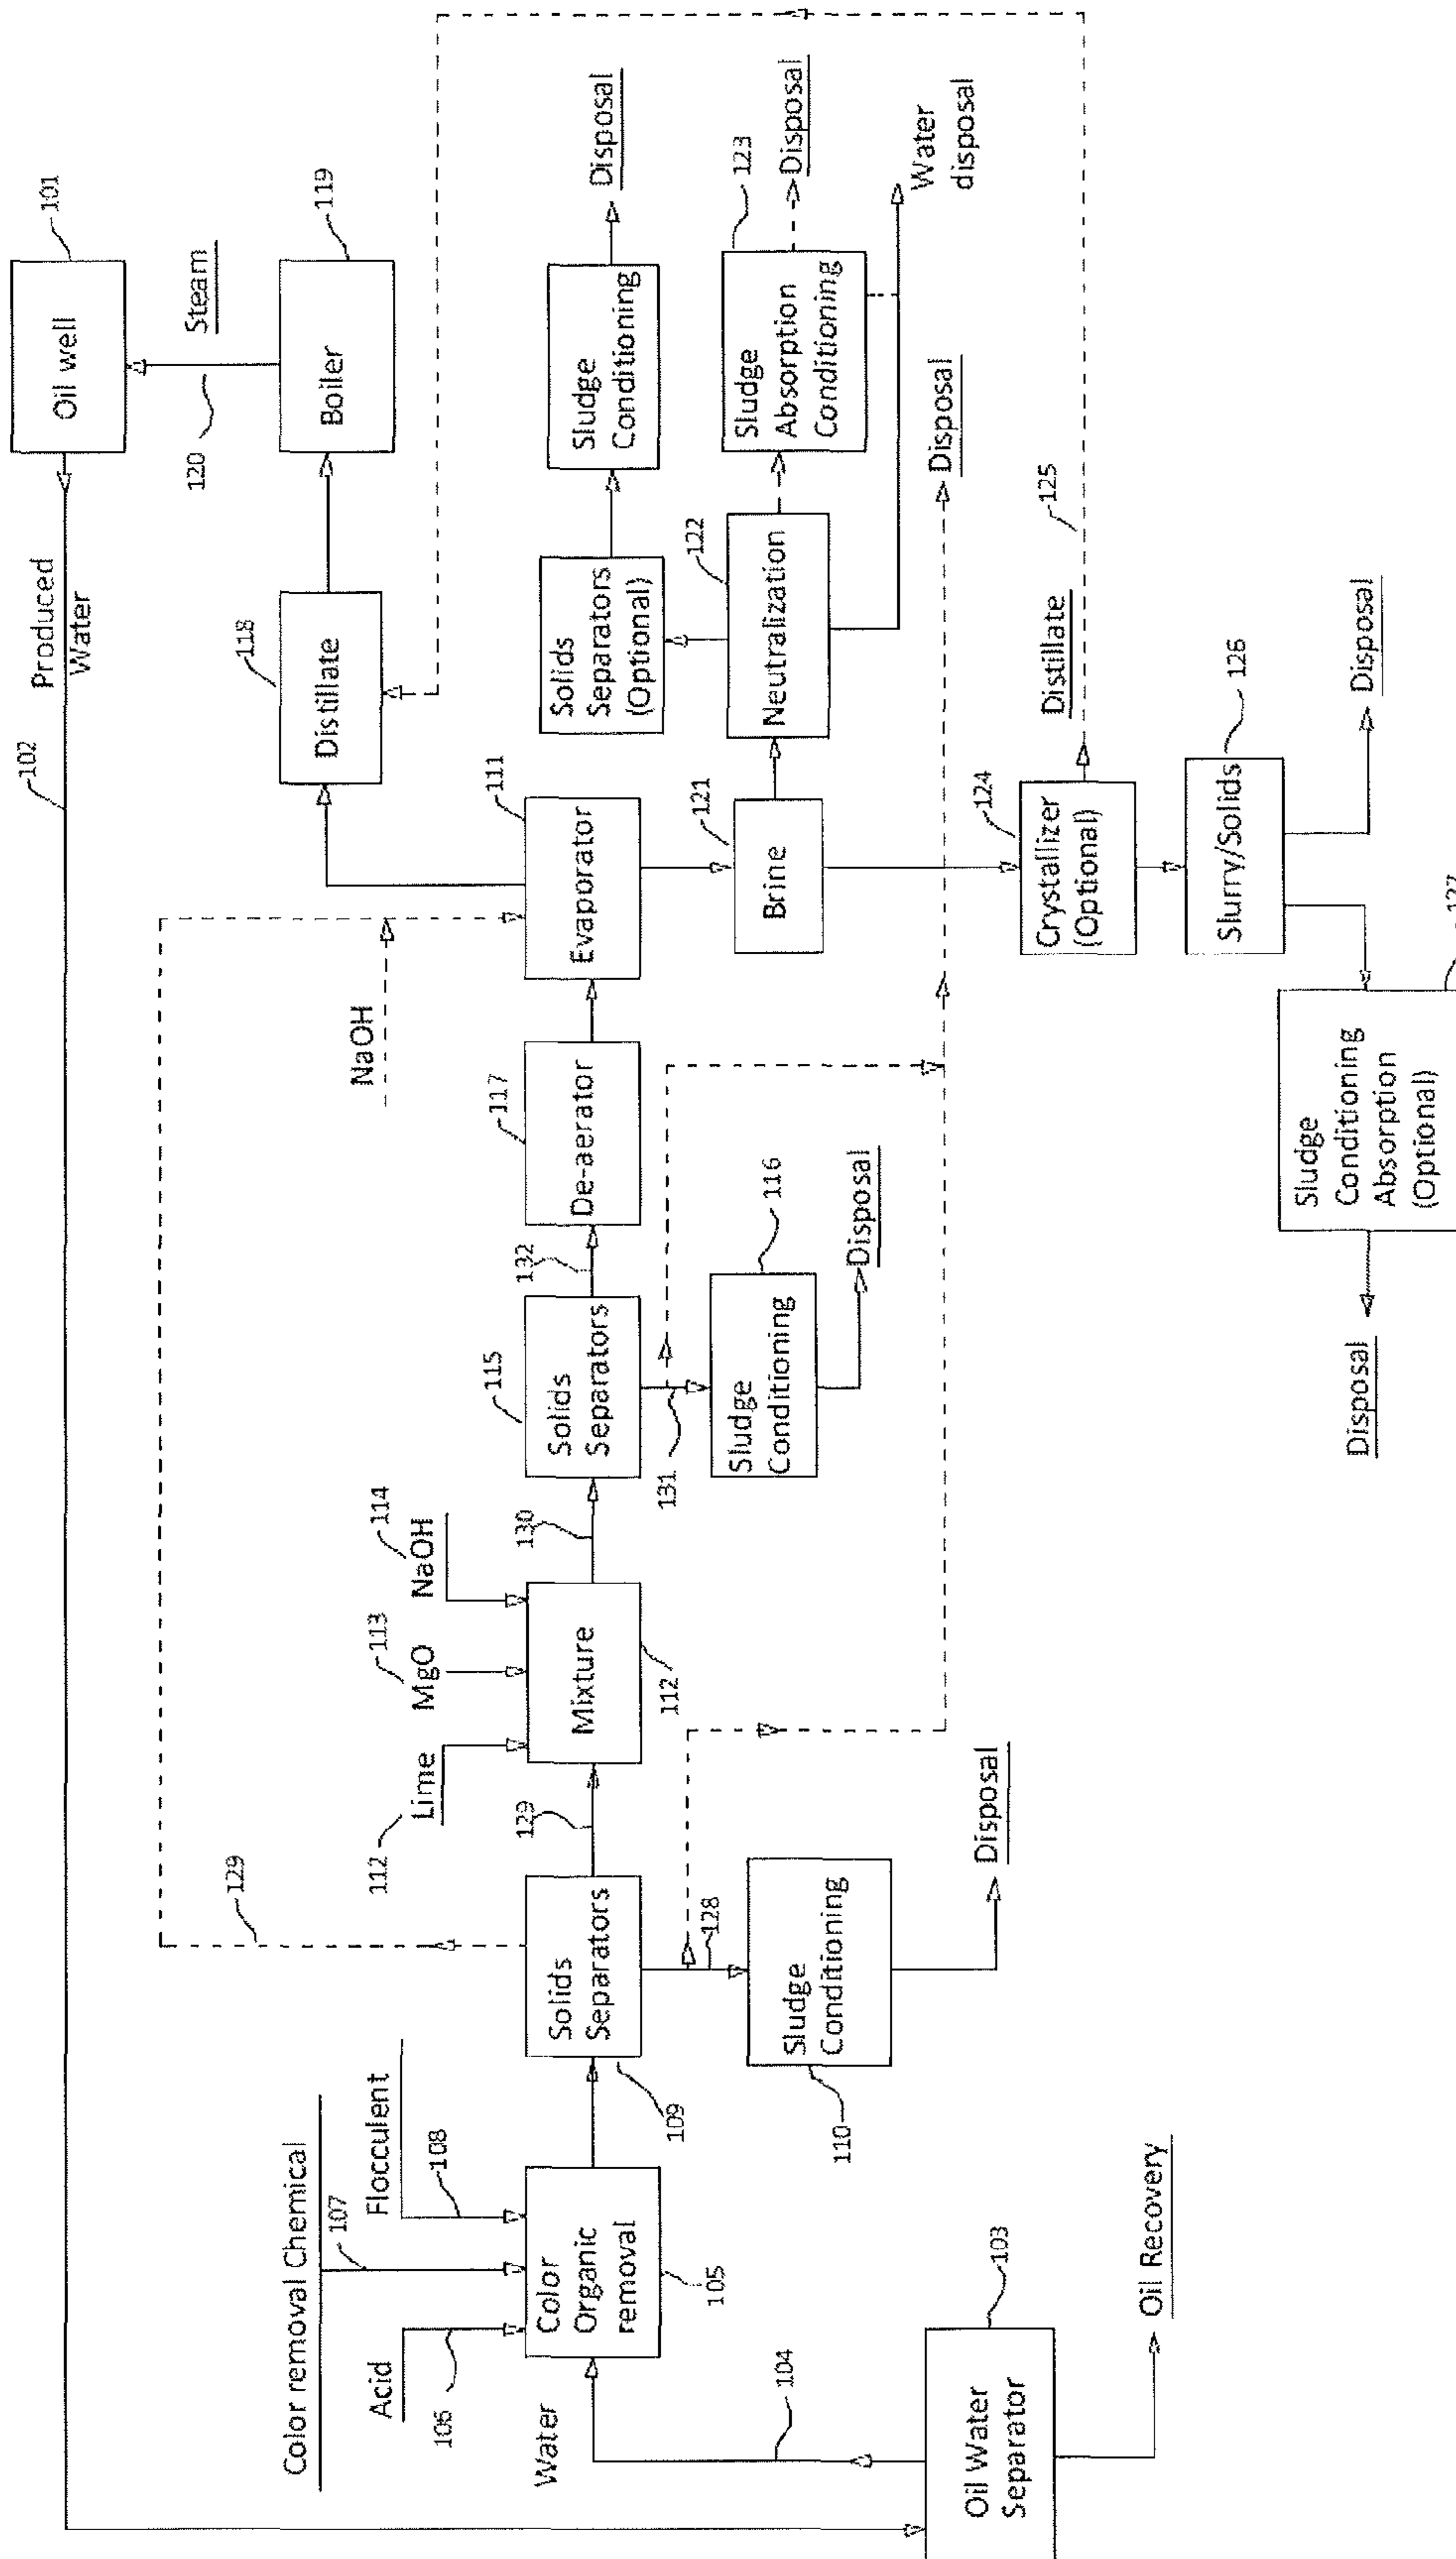 Produced
Water
102
Oil well
101
Steam
120
Boiler
119
Distillate
118
129
NaOH
Color removal Chemical
107
Acid
106
Flocculent
108
Water
104
Color
Organic
removal
105
Solids
Separators
109
129
Lime
112
MgO
113
NaOH
114
Mixture
112
130
Solids
Separators
115
132
De-aerator
117
Evaporator
111
Solids
Separators
(Optional)
Sludge
Conditioning
Disposal
128
Sludge
Conditioning
110
Disposal
131
Sludge
Conditioning
116
Disposal
Brine
121
Neutralization
122
Sludge
Absorption
Conditioning
123
Disposal
Water
disposal
Disposal
Oil Water
Separator
103
Oil Recovery
Crystallizer
(Optional)
124
Distillate
125
Slurry/Solids
126
Disposal
Sludge
Conditioning
Absorption
(Optional)
127
Disposal